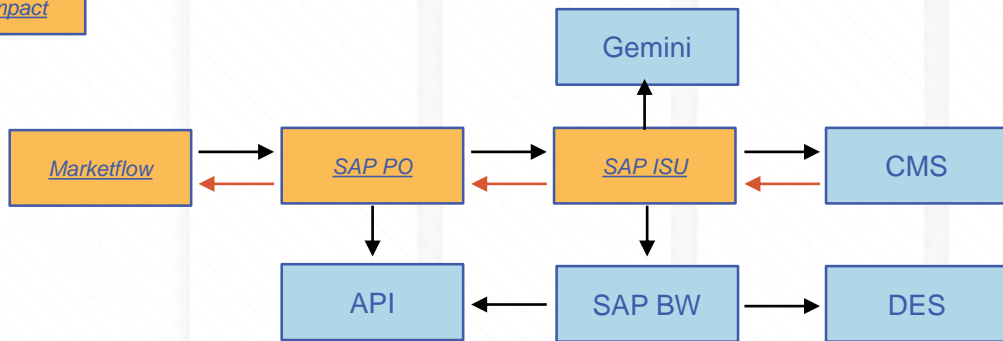 Gemini
Marketflow
SAP PO
SAP ISU
CMS
API
SAP BW
DES